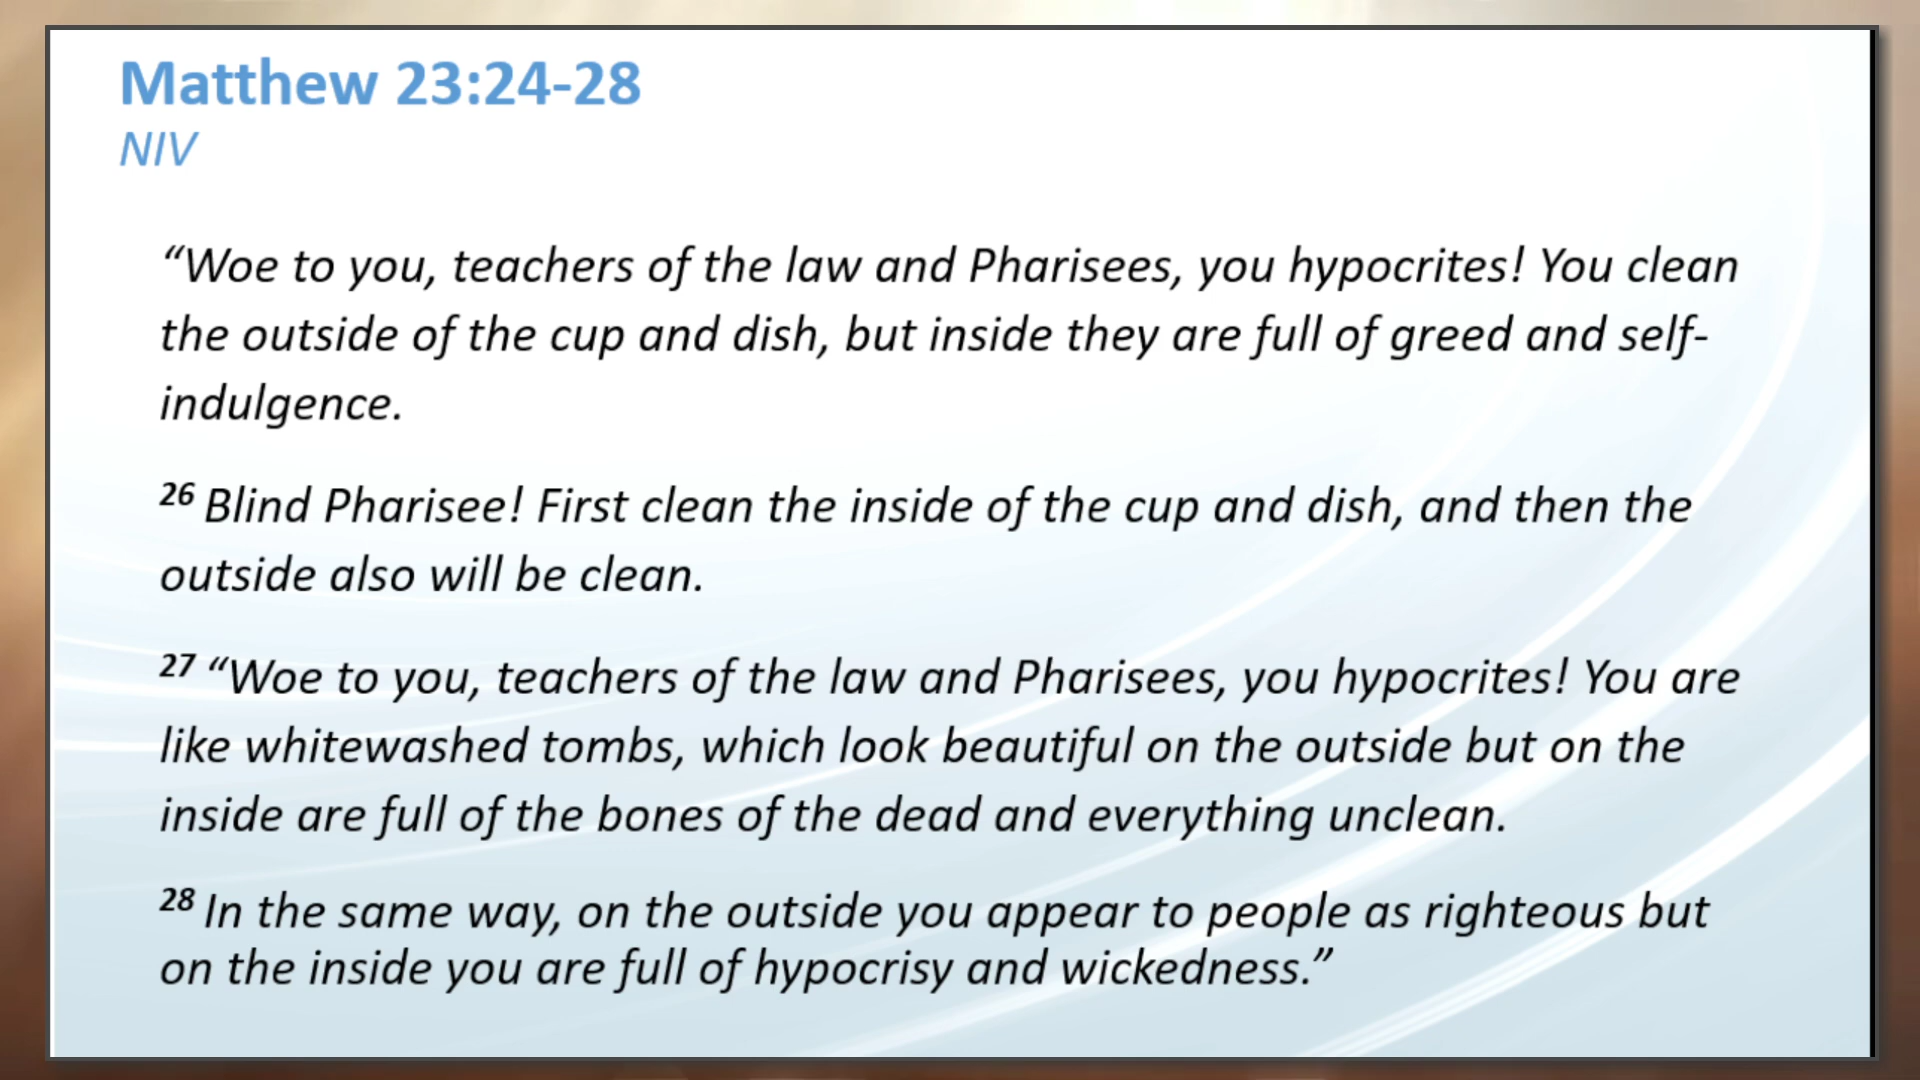 Matthew 23:24-28
NIV
“Woe to you, teachers of the law and Pharisees, you hypocrites! You clean
the outside of the cup and dish, but inside they are full of greed and self-
indulgence.
26 Blind Pharisee! First clean the inside of the cup and dish, and then the
outside also will be clean.
27 “Woe to you, teachers of the law and Pharisees, you hypocrites! You are
like whitewashed tombs, which look beautiful on the outside but on the
inside are full of the bones of the dead and everything unclean.
28 In the same way, on the outside you appear to people as righteous but
on the inside you are full of hypocrisy and wickedness.”